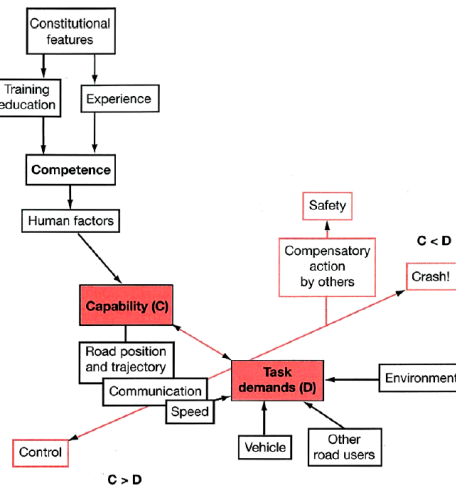 Constitutional
features
Training
education
Experience
Competence
Human factors
Safety
C < D
Compensatory
action
by others
Crash!
Capability (C)
Road position
and trajectory
Communication
Speed
Task
demands (D)
Environment
Vehicle
Other
road users
Control
C > D